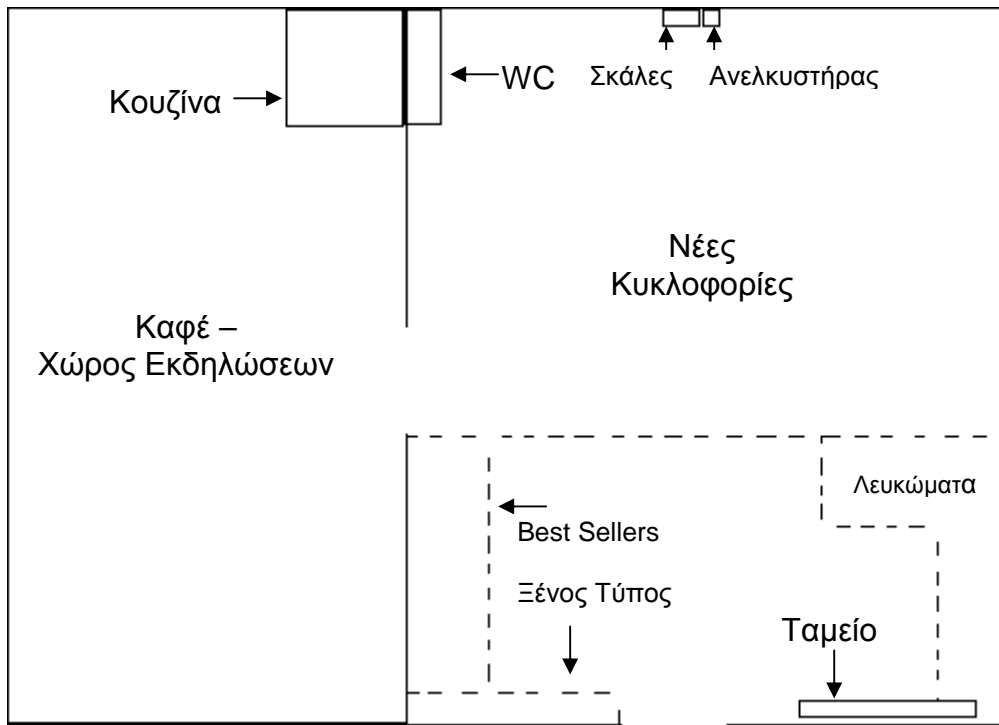 Κουζίνα
WC
Σκάλες
Ανελκυστήρας
Νέες
Κυκλοφορίες
Καφέ –
Χώρος Εκδηλώσεων
Λευκώματα
Best Sellers
Ξένος Τύπος
Ταμείο